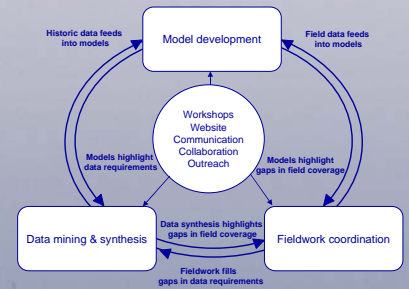 Historic data feeds
into models
Model development
Field data feeds
into models
Workshops
Website
Communication
Collaboration
Outreach
Models highlight
data requirements
Models highlight
gaps in field coverage
Data mining & synthesis
Data synthesis highlights
gaps in field coverage
Fieldwork coordination
Fieldwork fills
gaps in data requirements